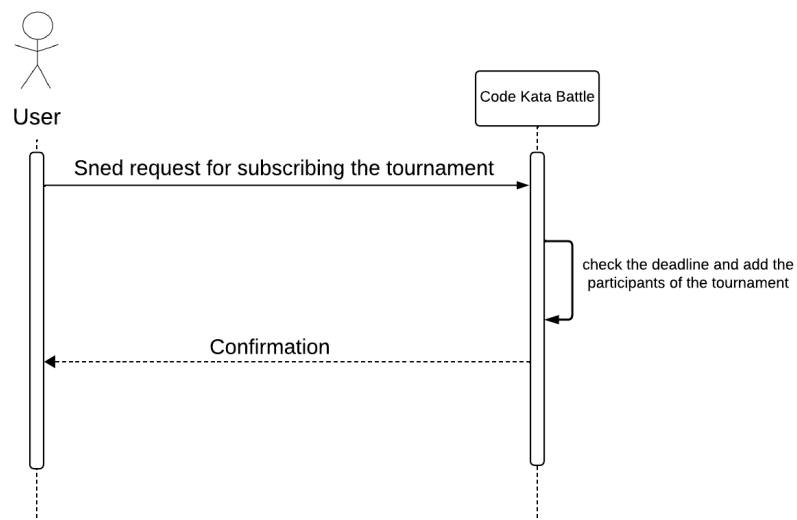 User
Code Kata Battle
Sned request for subscribing the tournament
check the deadline and add the
participants of the tournament
Confirmation